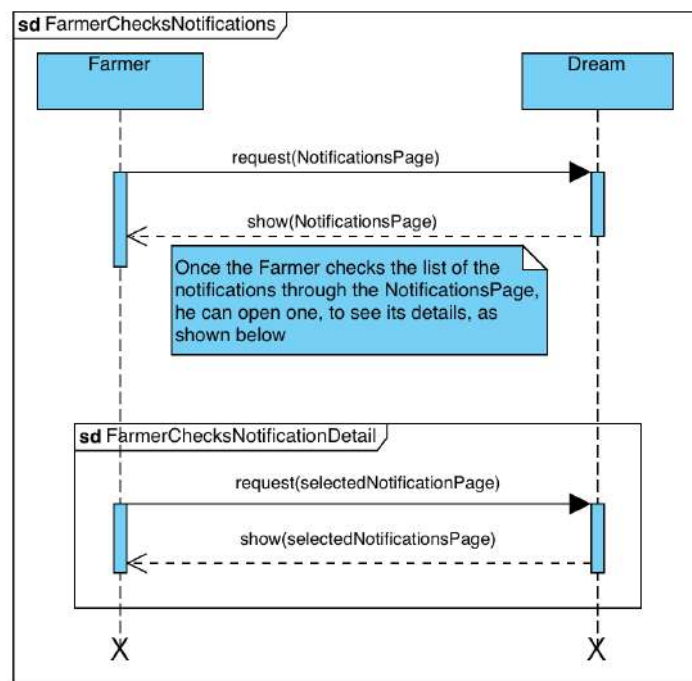 sd FarmerChecksNotifications
Farmer
Dream
request(NotificationsPage)
show(NotificationsPage)
Once the Farmer checks the list of the
notifications through the NotificationsPage,
he can open one, to see its details, as
shown below
sd FarmerChecksNotificationDetail
request(selectedNotificationPage)
show(selectedNotificationsPage)